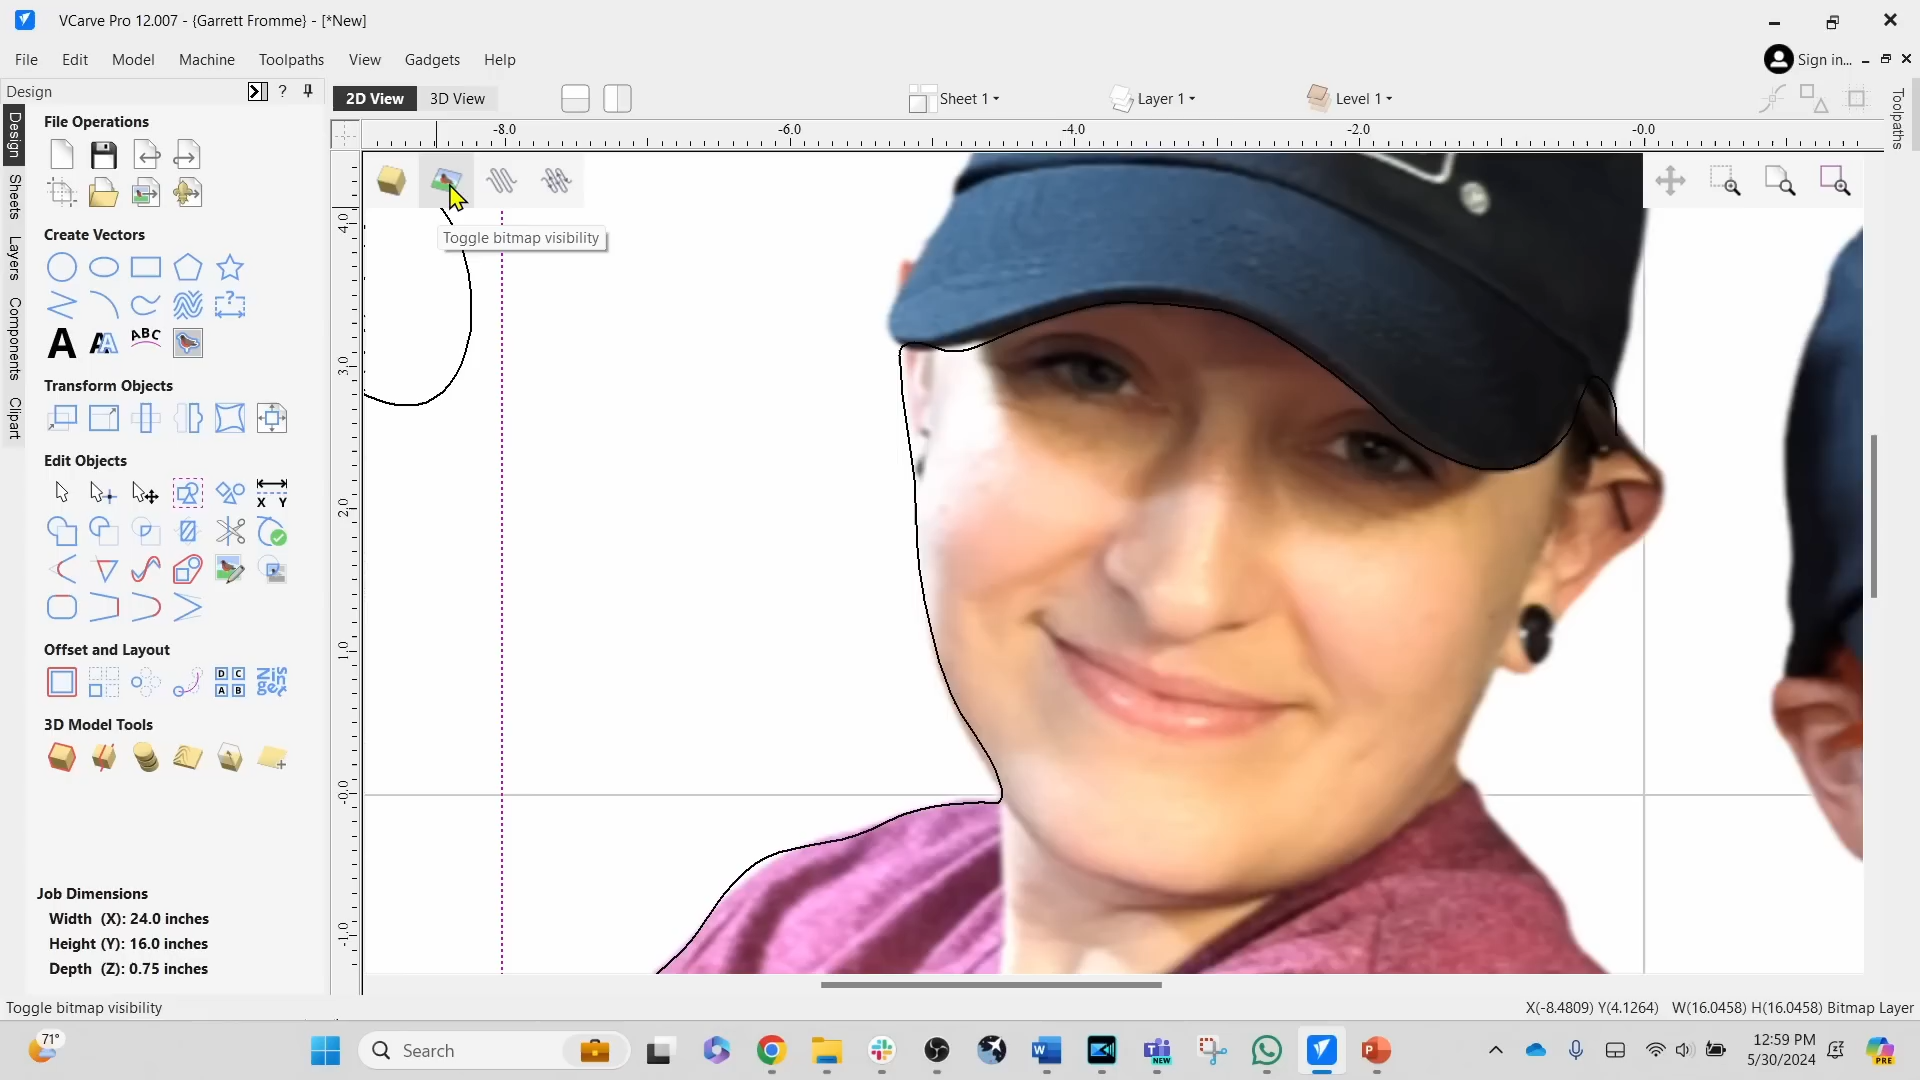 VCarve Pro 12.007 - {Garrett Fromme} - [*New]
File Edit Model Machine Toolpaths View Gadgets Help
Sign in...
Design
2D View 3D View
Sheet 1
Layer 1
Level 1
Toolpaths
Design
Sheets
Layers
Components
Clipart
File Operations
Create Vectors
ABC
Transform Objects
Edit Objects
X Y
Offset and Layout
D C
A B
3D Model Tools
Job Dimensions
Width (X): 24.0 inches
Height (Y): 16.0 inches
Depth (Z): 0.75 inches
-8.0 -6.0 -4.0 -2.0 -0.0
4.0
3.0
2.0
1.0
-0.0
-1.0
Toggle bitmap visibility
Toggle bitmap visibility
X(-8.4809) Y(4.1264) W(16.0458) H(16.0458) Bitmap Layer
71°
Search
NEW
12:59 PM
5/30/2024
PRE